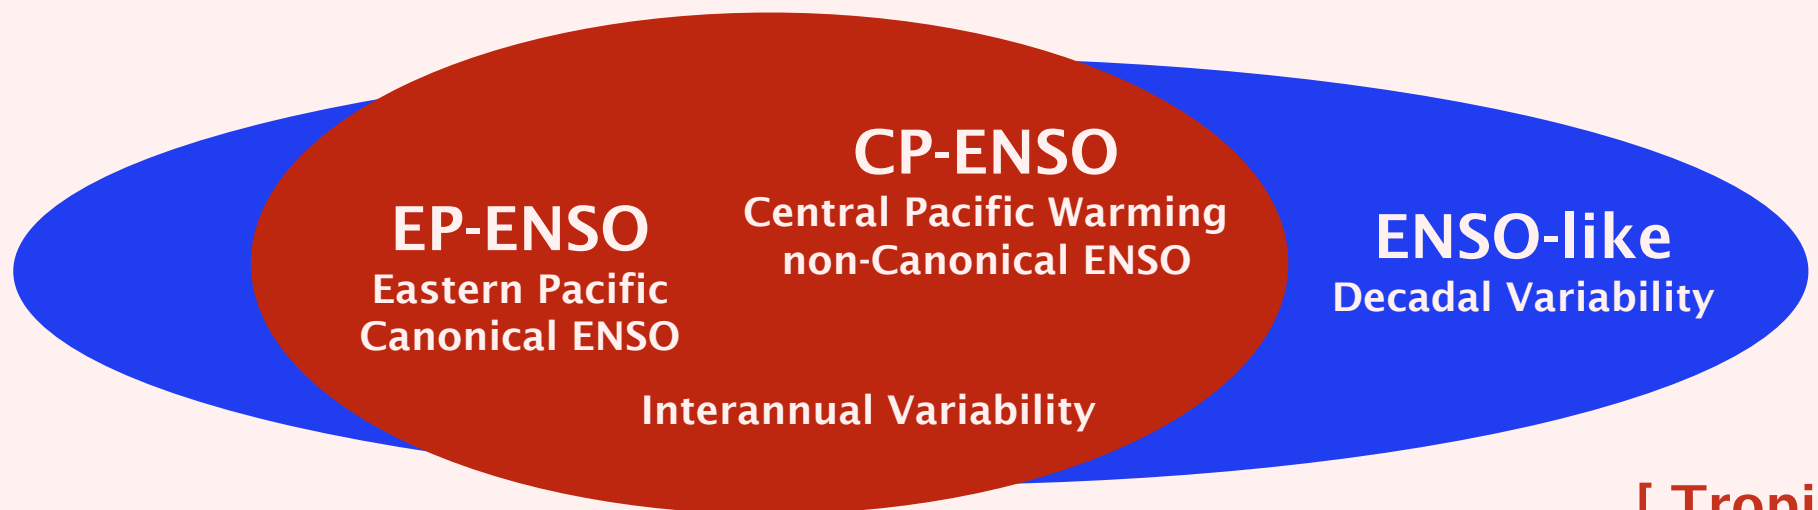 CP-ENSO
Central Pacific Warming
non-Canonical ENSO
EP-ENSO
Eastern Pacific
Canonical ENSO
ENSO-like
Decadal Variability
Interannual Variability